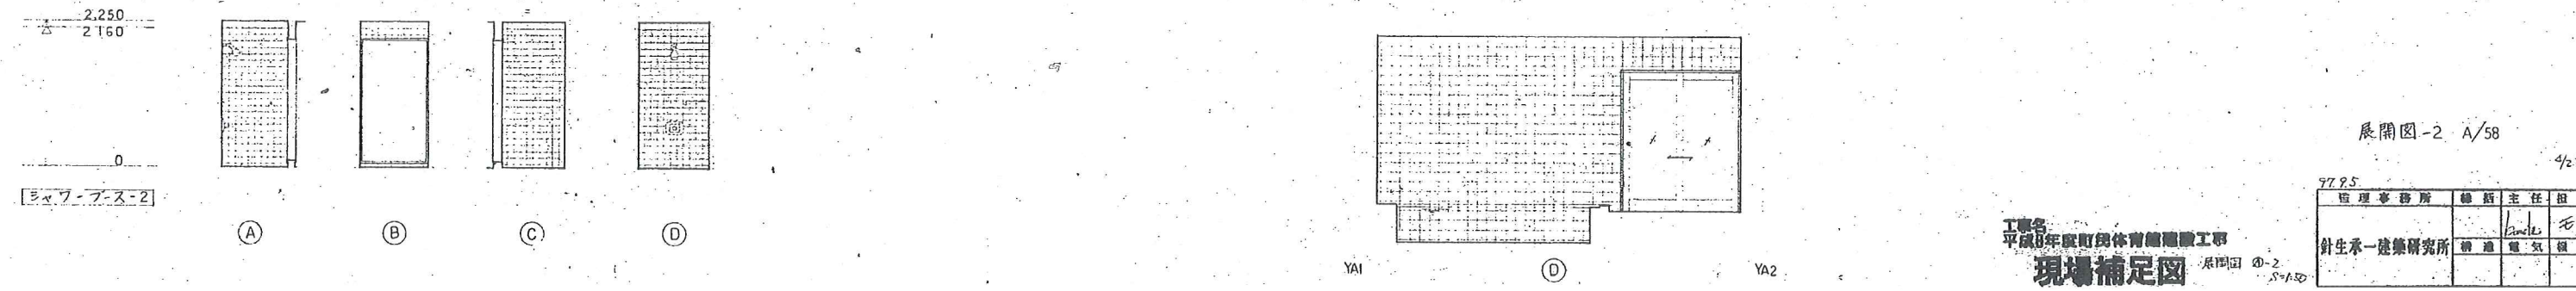 2,250
2160
0
シャワーブース-2
A
B
C
D
YA1
D
YA2
展開図-2 A/58
4/2
97.9.5
監理事務所 総括 主任 担
針生承一建築研究所 構造 電気
工事名
平成8年度町民体育館建設工事
現場補足図
展開図
S=1:50